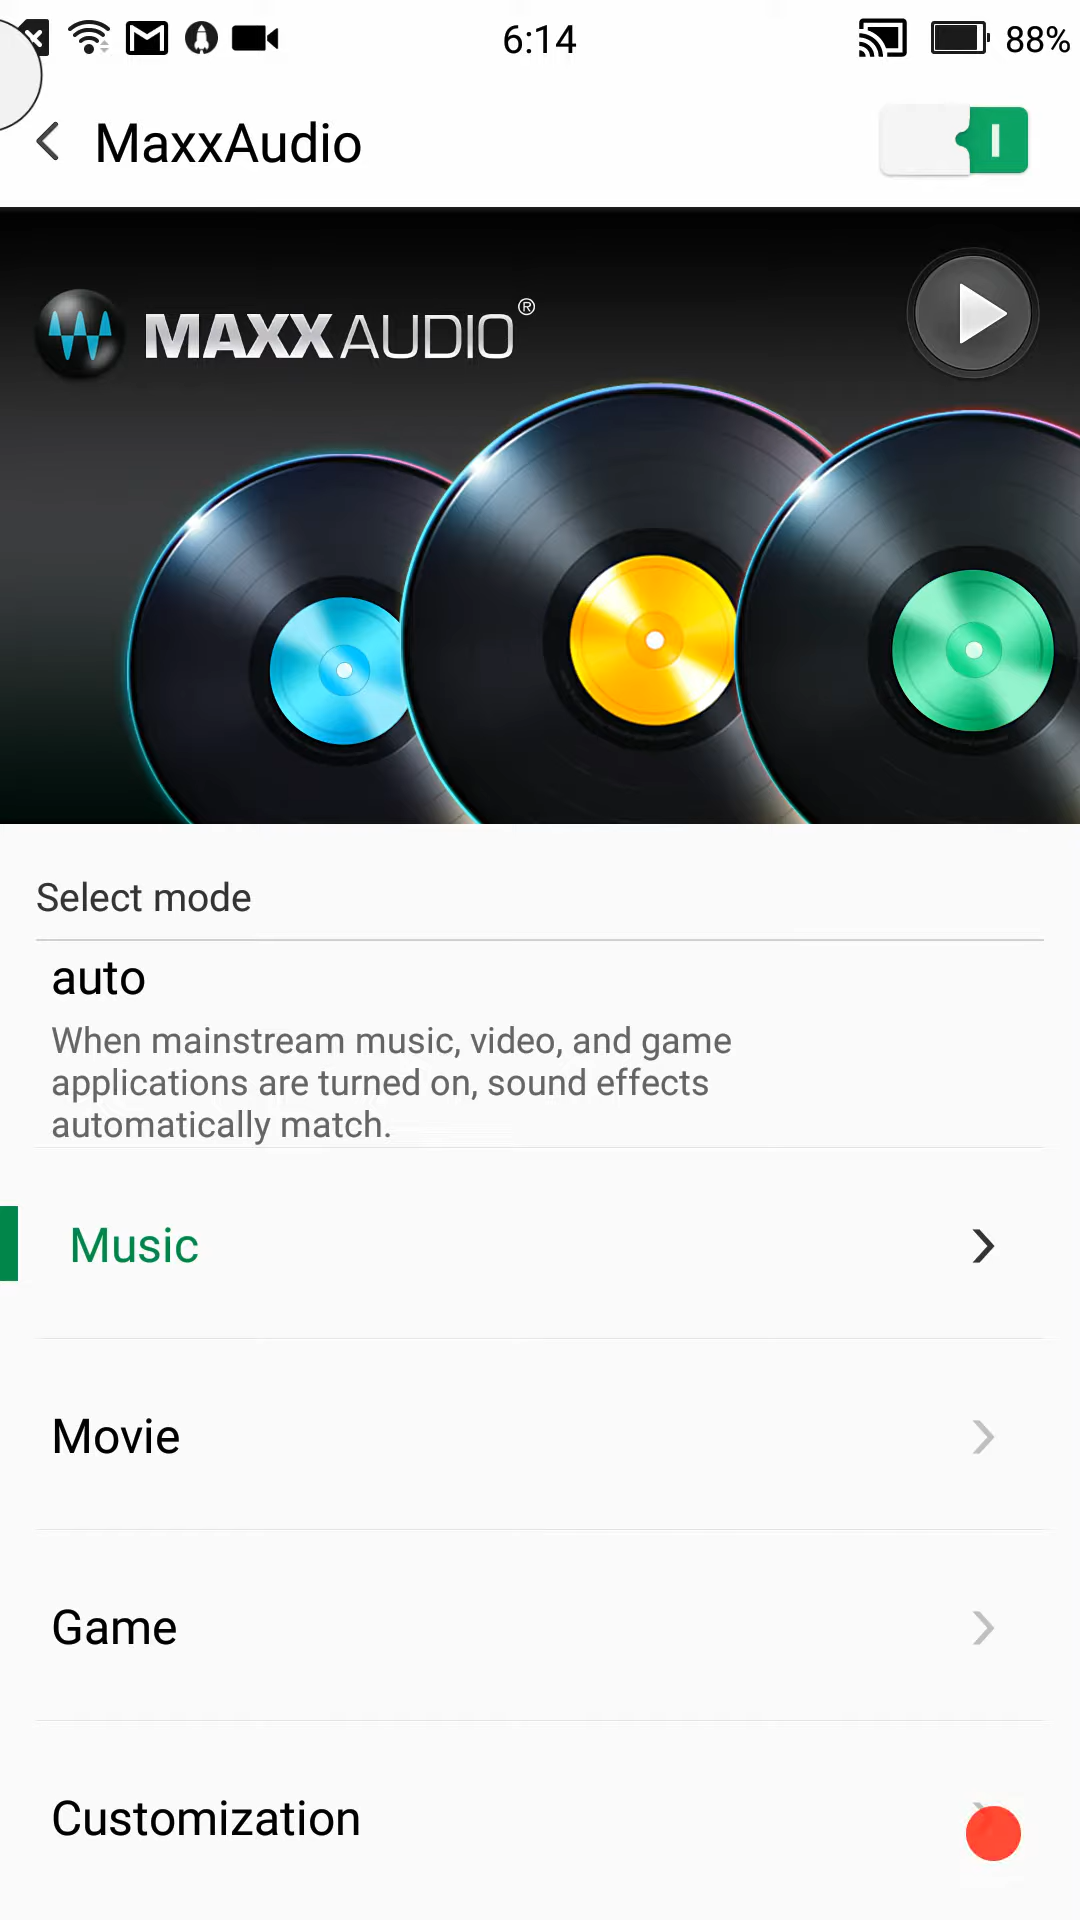 6:14
88%
MaxxAudio
MAXXAUDIO®
Select mode
auto
When mainstream music, video, and game
applications are turned on, sound effects
automatically match.
Music
Movie
Game
Customization